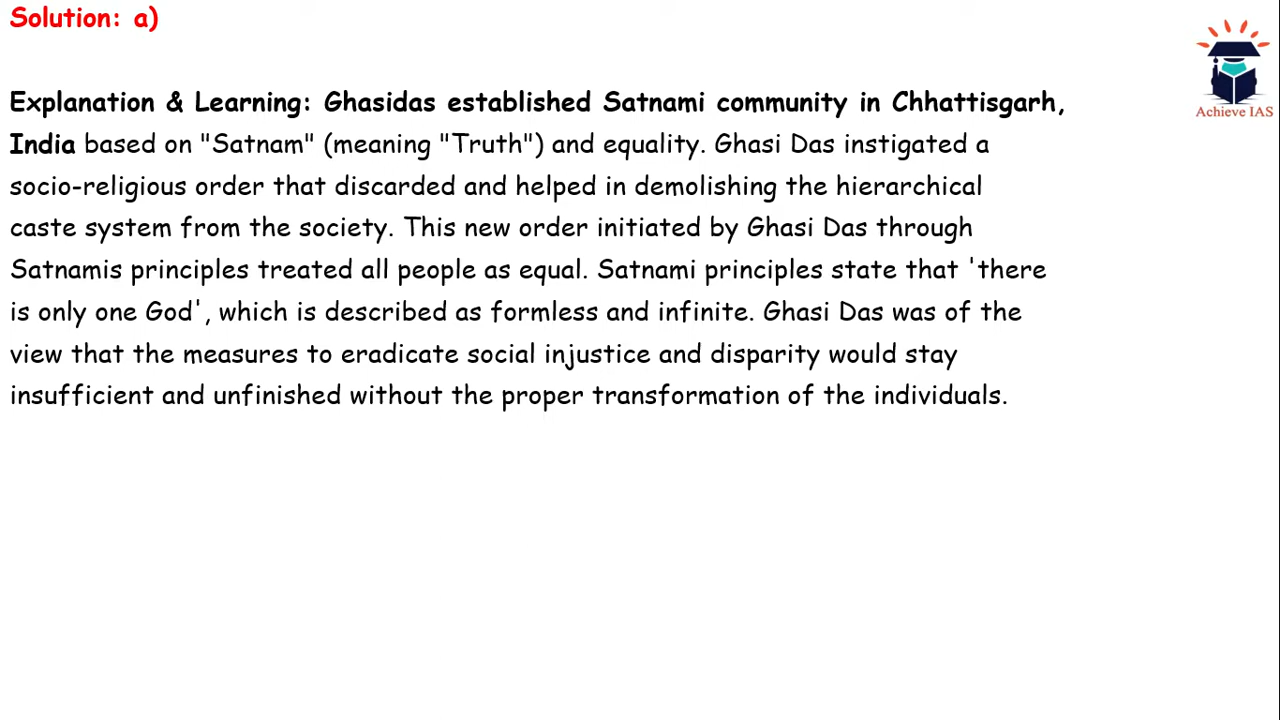 Solution: a)
Achieve IAS
Explanation & Learning: Ghasidas established Satnami community in Chhattisgarh,
India based on "Satnam" (meaning "Truth") and equality. Ghasi Das instigated a
socio-religious order that discarded and helped in demolishing the hierarchical
caste system from the society. This new order initiated by Ghasi Das through
Satnamis principles treated all people as equal. Satnami principles state that 'there
is only one God', which is described as formless and infinite. Ghasi Das was of the
view that the measures to eradicate social injustice and disparity would stay
insufficient and unfinished without the proper transformation of the individuals.